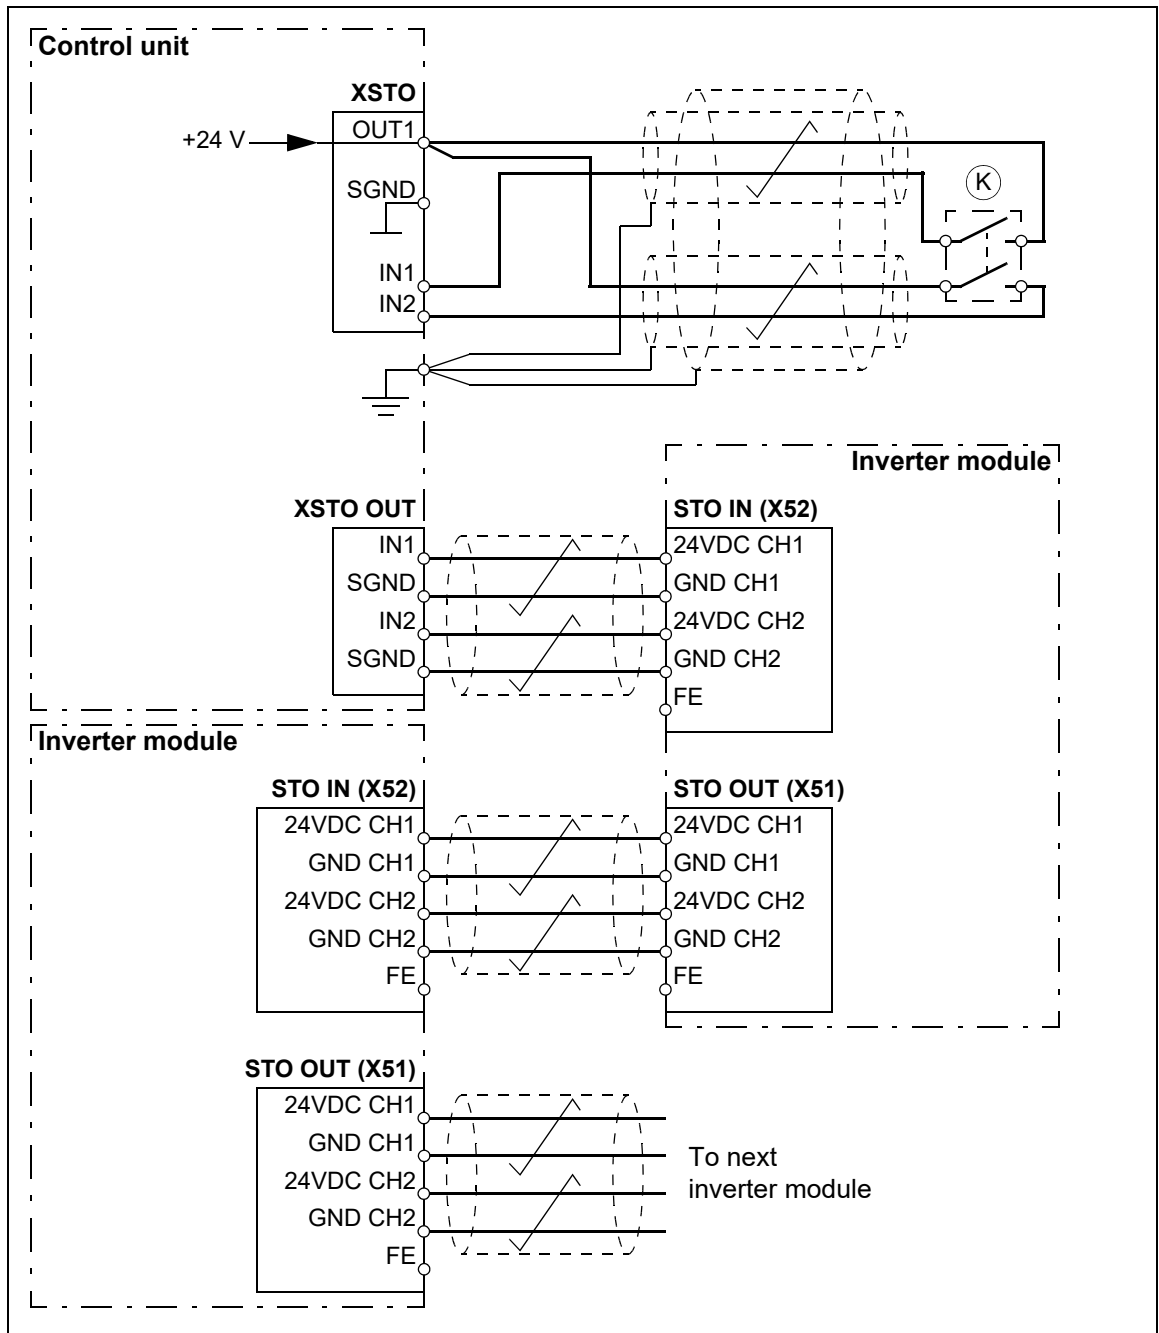 Control unit
XSTO
+24 V
OUT1
SGND
K
IN1
IN2
Inverter module
XSTO OUT
STO IN (X52)
IN1
24VDC CH1
SGND
GND CH1
IN2
24VDC CH2
SGND
GND CH2
FE
Inverter module
STO IN (X52)
STO OUT (X51)
24VDC CH1
24VDC CH1
GND CH1
GND CH1
24VDC CH2
24VDC CH2
GND CH2
GND CH2
FE
FE
STO OUT (X51)
24VDC CH1
GND CH1
24VDC CH2
GND CH2
FE
To next
inverter module